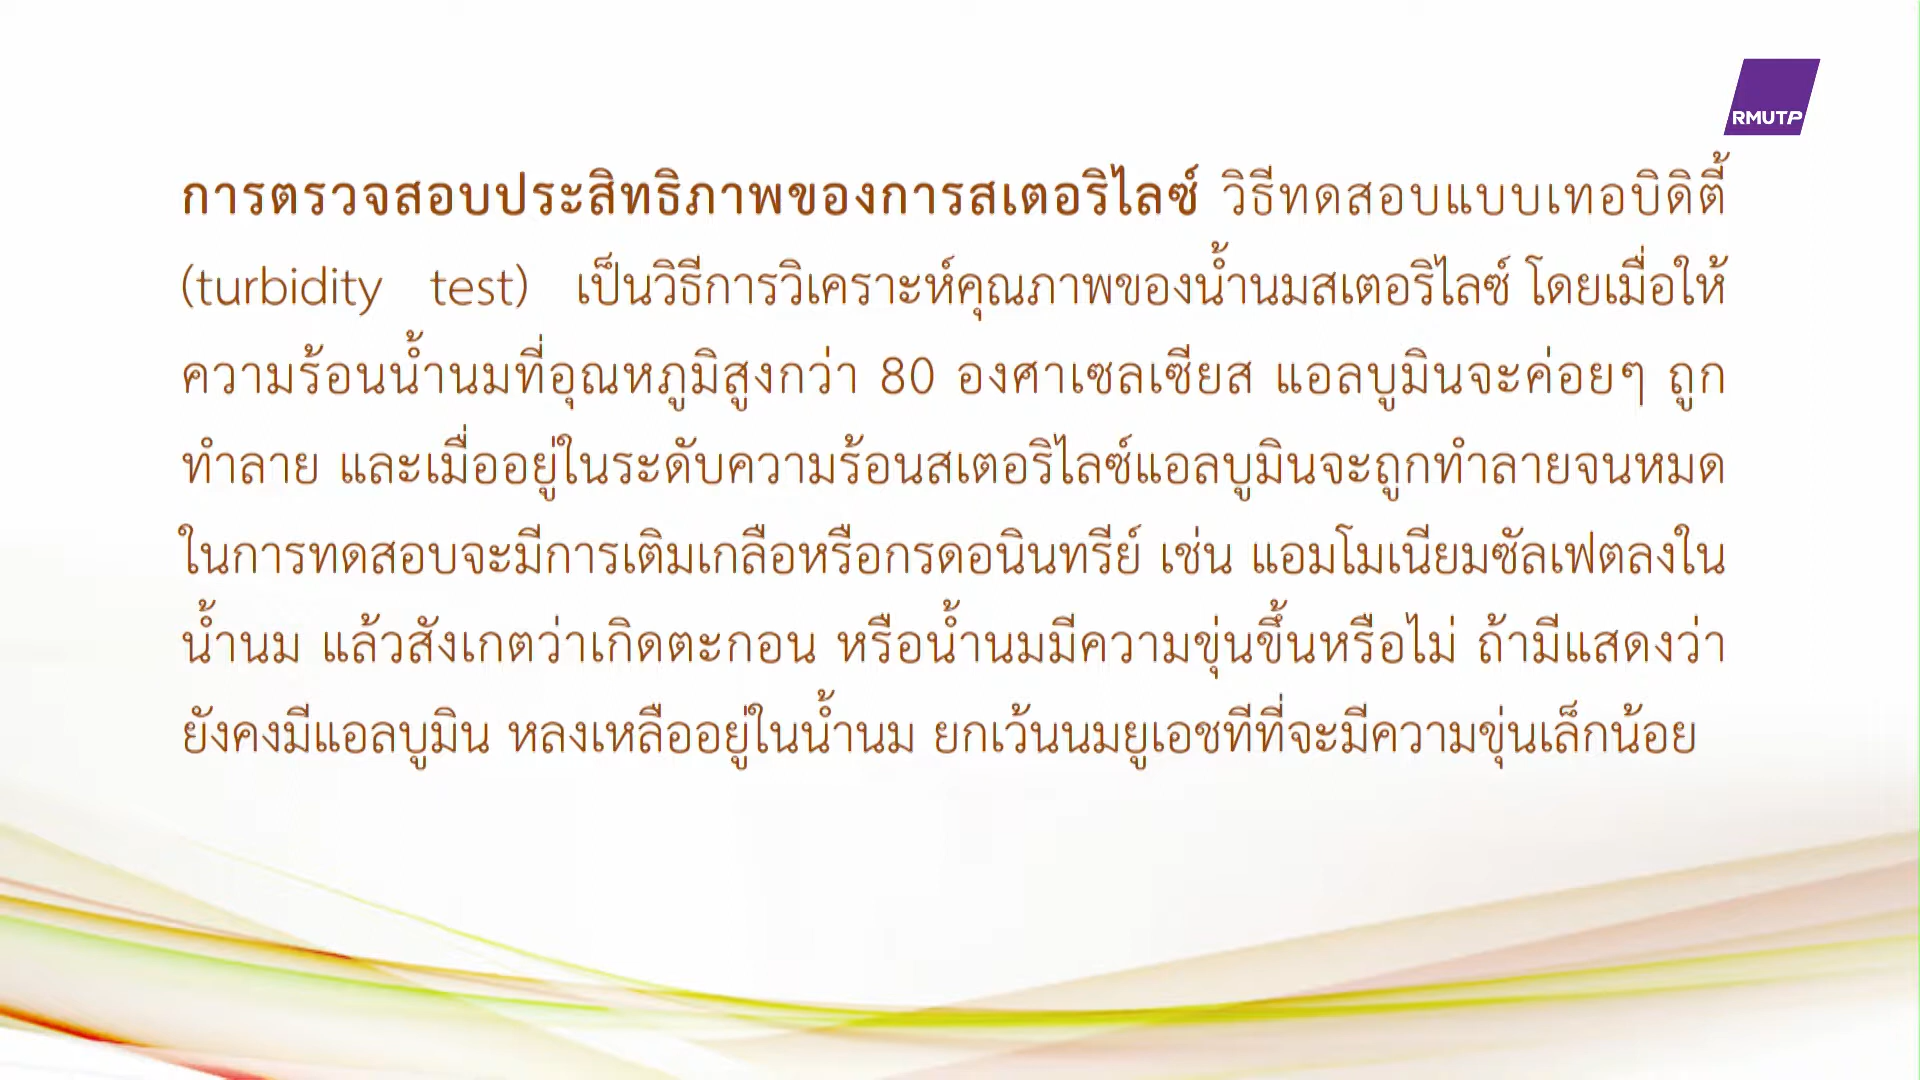 RMUTP
การตรวจสอบประสิทธิภาพของการสเตอริไลซ์ วิธีทดสอบแบบเทอบิดิตี้
(turbidity test) เป็นวิธีการวิเคราะห์คุณภาพของน้ำนมสเตอริไลซ์ โดยเมื่อให้
ความร้อนน้ำนมที่อุณหภูมิสูงกว่า 80 องศาเซลเซียส แอลบูมินจะค่อยๆ ถูก
ทำลาย และเมื่ออยู่ในระดับความร้อนสเตอริไลซ์แอลบูมินจะถูกทำลายจนหมด
ในการทดสอบจะมีการเติมเกลือหรือกรดอนินทรีย์ เช่น แอมโมเนียมซัลเฟตลงใน
น้ำนม แล้วสังเกตว่าเกิดตะกอน หรือน้ำนมมีความขุ่นขึ้นหรือไม่ ถ้ามีแสดงว่า
ยังคงมีแอลบูมิน หลงเหลืออยู่ในน้ำนม ยกเว้นนมยูเอชทีที่จะมีความขุ่นเล็กน้อย